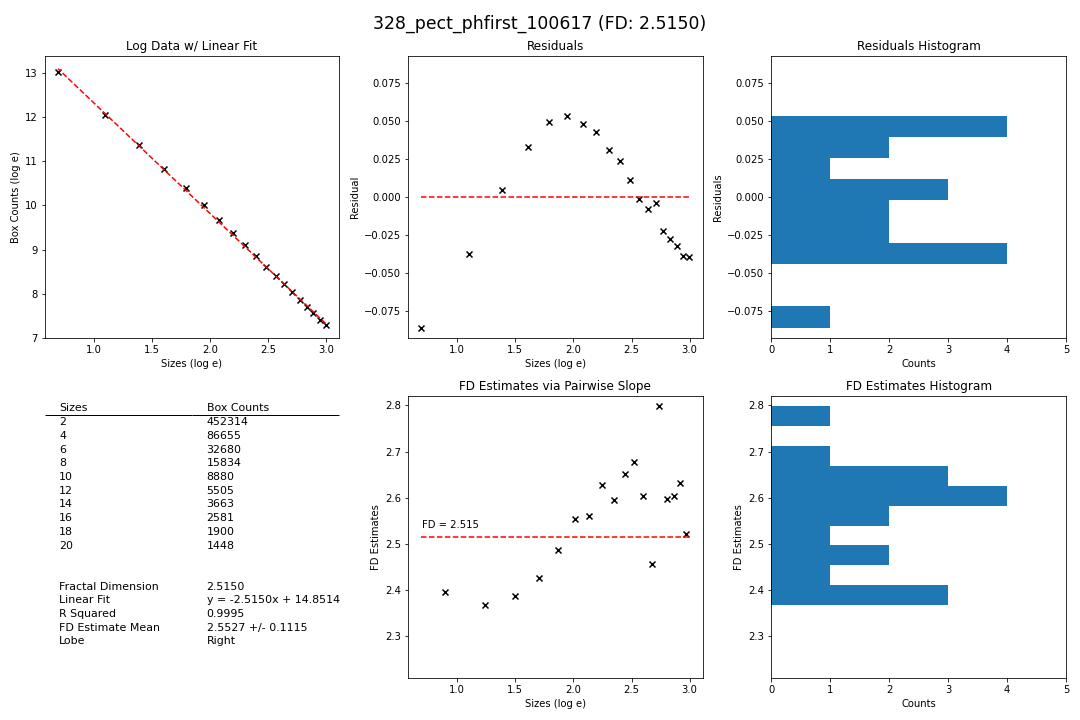 328_pect_phfirst_100617 (FD: 2.5150)
Log Data w/ Linear Fit
Box Counts (log e)
13
12
11
10
9
8
7
1.0 1.5 2.0 2.5 3.0
Sizes (log e)
Residuals
Residual
0.075
0.050
0.025
0.000
−0.025
−0.050
−0.075
1.0 1.5 2.0 2.5 3.0
Sizes (log e)
Residuals Histogram
Residuals
0.075
0.050
0.025
0.000
−0.025
−0.050
−0.075
0 1 2 3 4 5
Counts
Sizes Box Counts
2 452314
4 86655
6 32680
8 15834
10 8880
12 5505
14 3663
16 2581
18 1900
20 1448
Fractal Dimension 2.5150
Linear Fit y = -2.5150x + 14.8514
R Squared 0.9995
FD Estimate Mean 2.5527 +/- 0.1115
Lobe Right
FD Estimates via Pairwise Slope
FD Estimates
2.8
2.7
2.6
2.5
2.4
2.3
FD = 2.515
1.0 1.5 2.0 2.5 3.0
Sizes (log e)
FD Estimates Histogram
FD Estimates
2.8
2.7
2.6
2.5
2.4
2.3
0 1 2 3 4 5
Counts